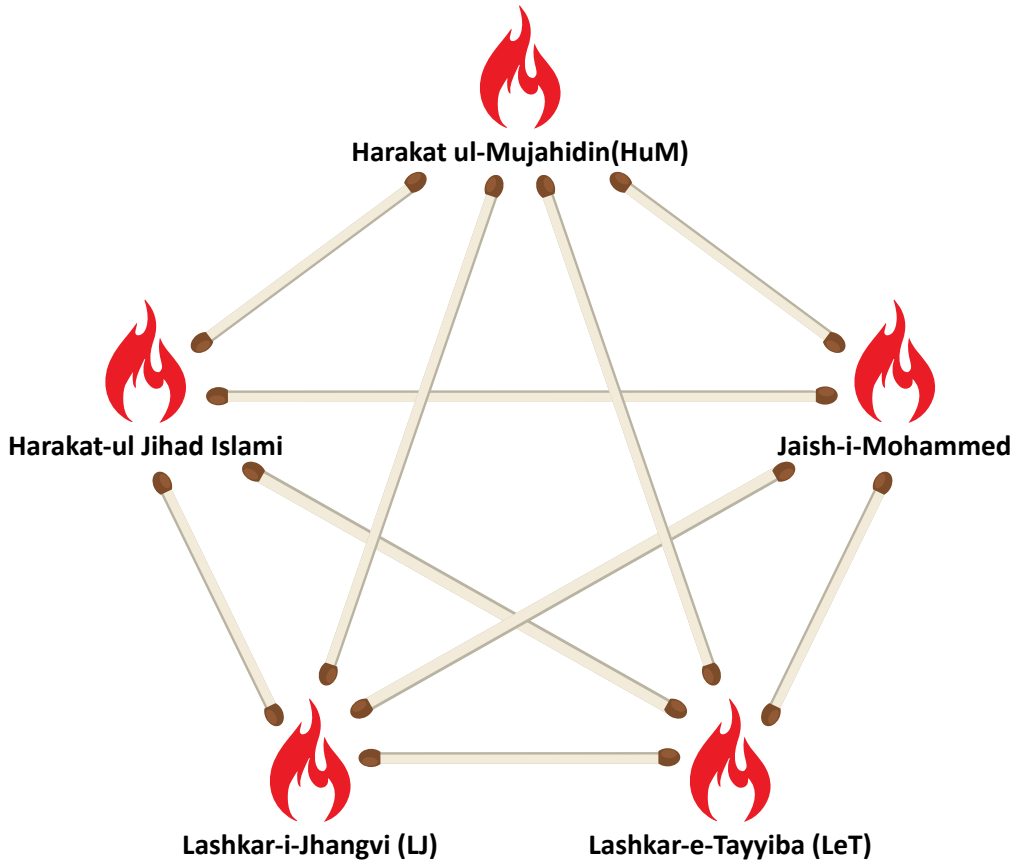 Harakat ul-Mujahidin(HuM)
Harakat-ul Jihad Islami
Jaish-i-Mohammed
Lashkar-i-Jhangvi (LJ)
Lashkar-e-Tayyiba (LeT)